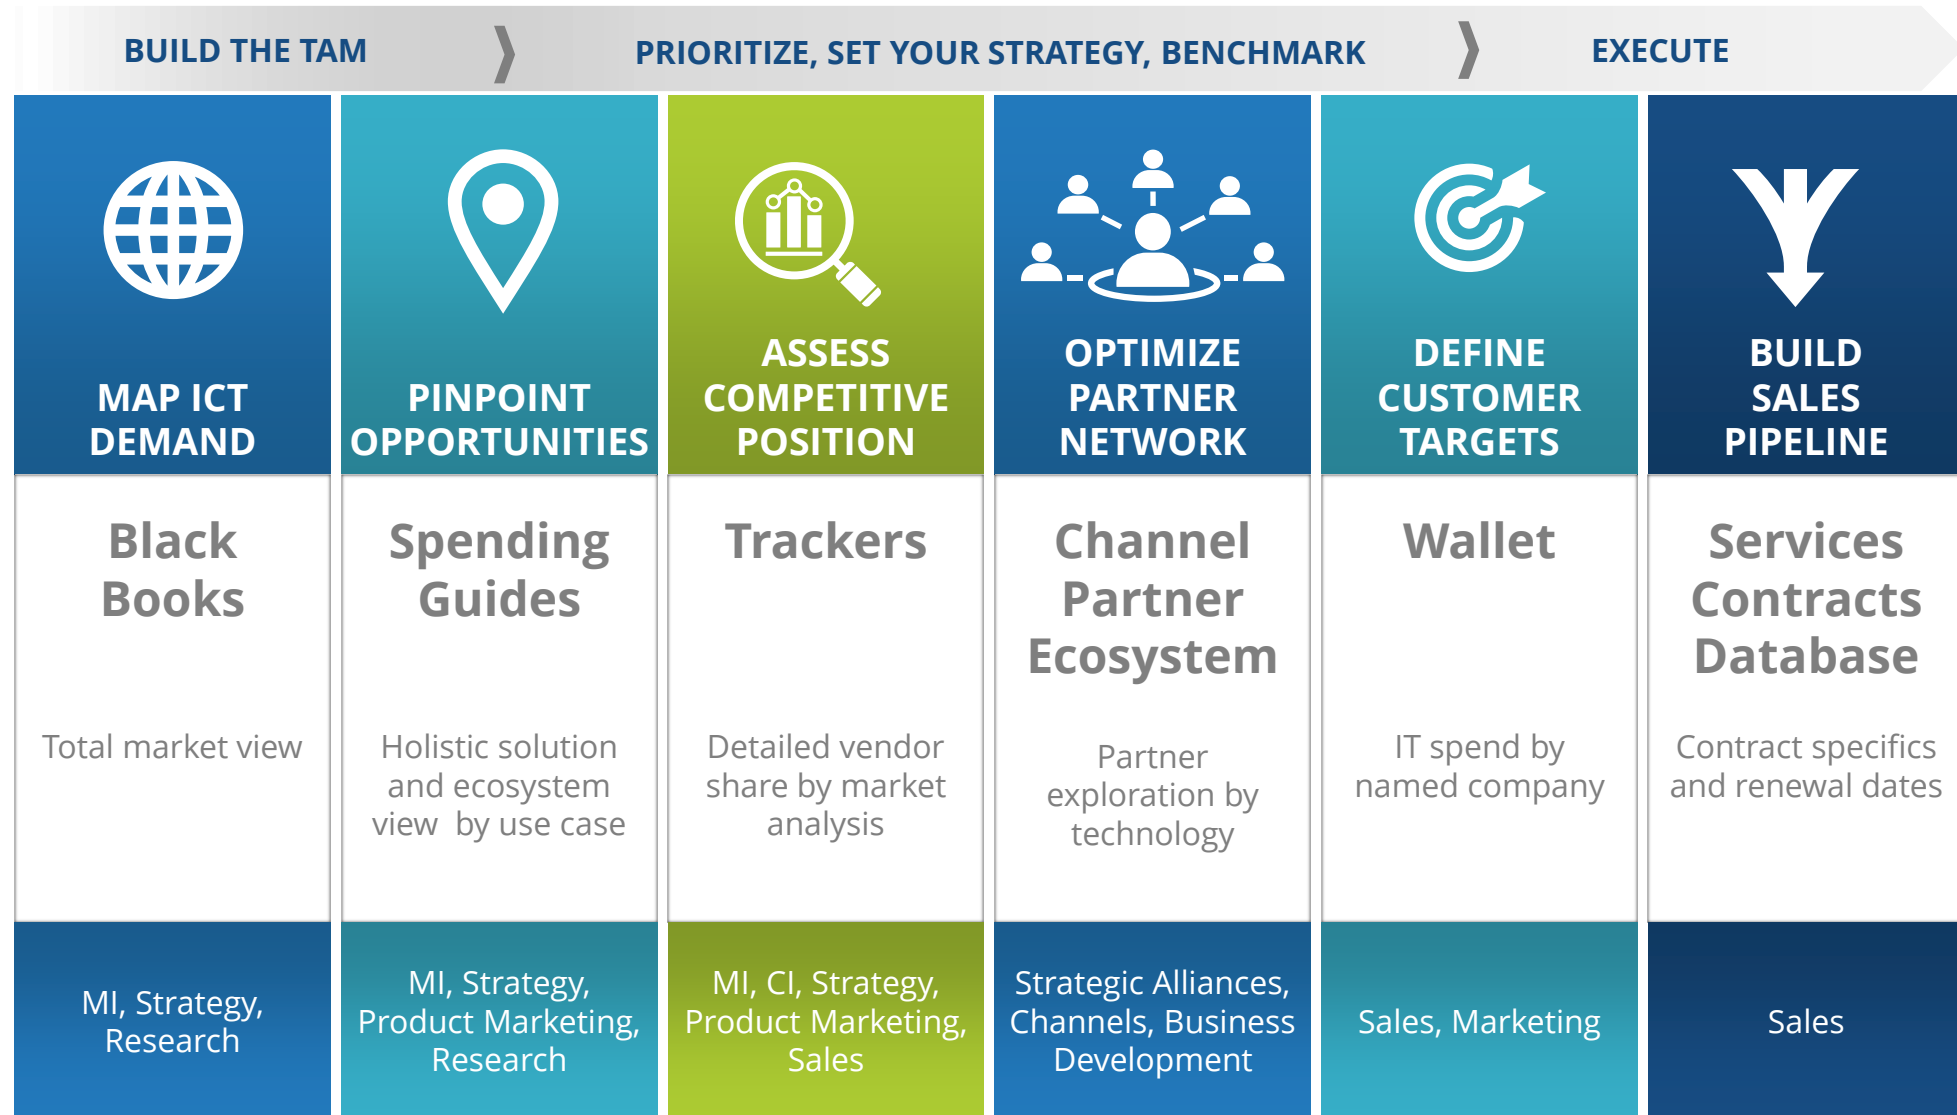 BUILD THE TAM
PRIORITIZE, SET YOUR STRATEGY, BENCHMARK
EXECUTE
MAP ICT
DEMAND
Black
Books
Total market view
MI, Strategy,
Research
PINPOINT
OPPORTUNITIES
Spending
Guides
Holistic solution
and ecosystem
view by use case
MI, Strategy,
Product Marketing,
Research
ASSESS
COMPETITIVE
POSITION
Trackers
Detailed vendor
share by market
analysis
MI, CI, Strategy,
Product Marketing,
Sales
OPTIMIZE
PARTNER
NETWORK
Channel
Partner
Ecosystem
Partner
exploration by
technology
Strategic Alliances,
Channels, Business
Development
DEFINE
CUSTOMER
TARGETS
Wallet
IT spend by
named company
Sales, Marketing
BUILD
SALES
PIPELINE
Services
Contracts
Database
Contract specifics
and renewal dates
Sales